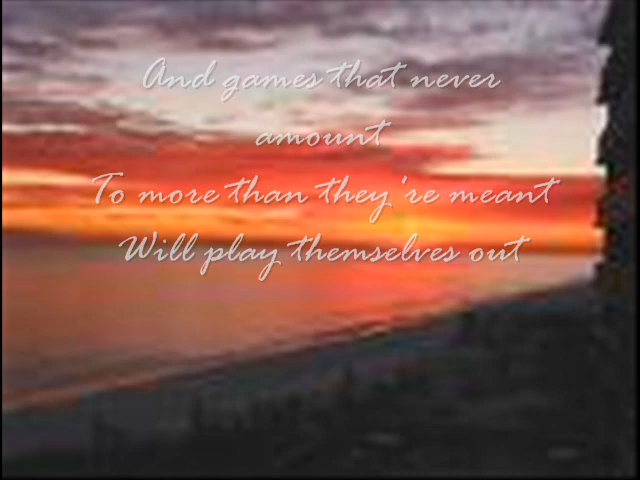 And games that never
amount
To more than they're meant
Will play themselves out